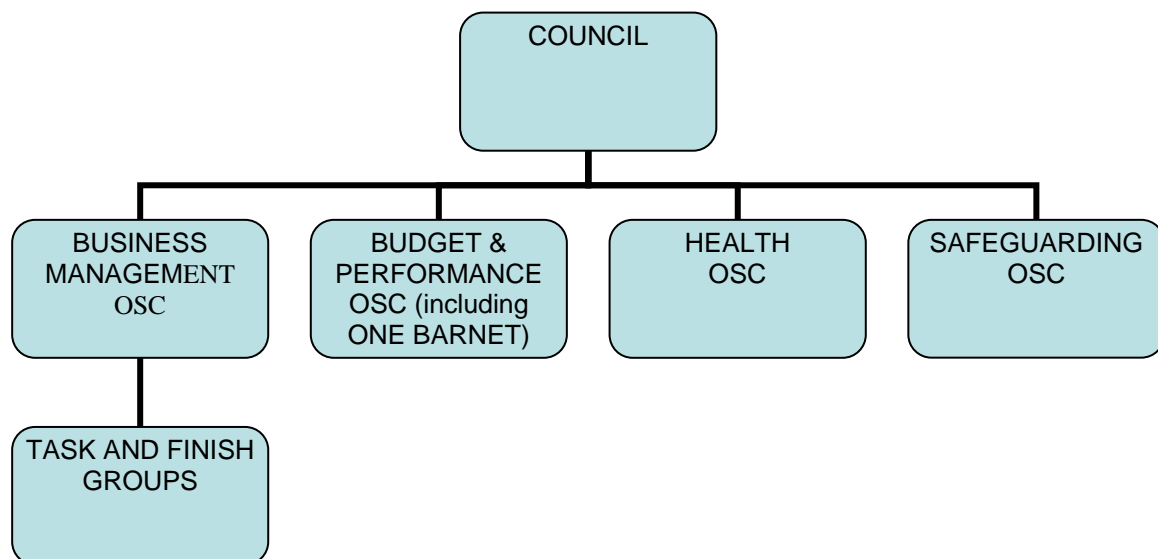 COUNCIL
BUSINESS
MANAGEMENT
OSC
BUDGET &
PERFORMANCE
OSC (including
ONE BARNET)
HEALTH
OSC
SAFEGUARDING
OSC
TASK AND FINISH
GROUPS